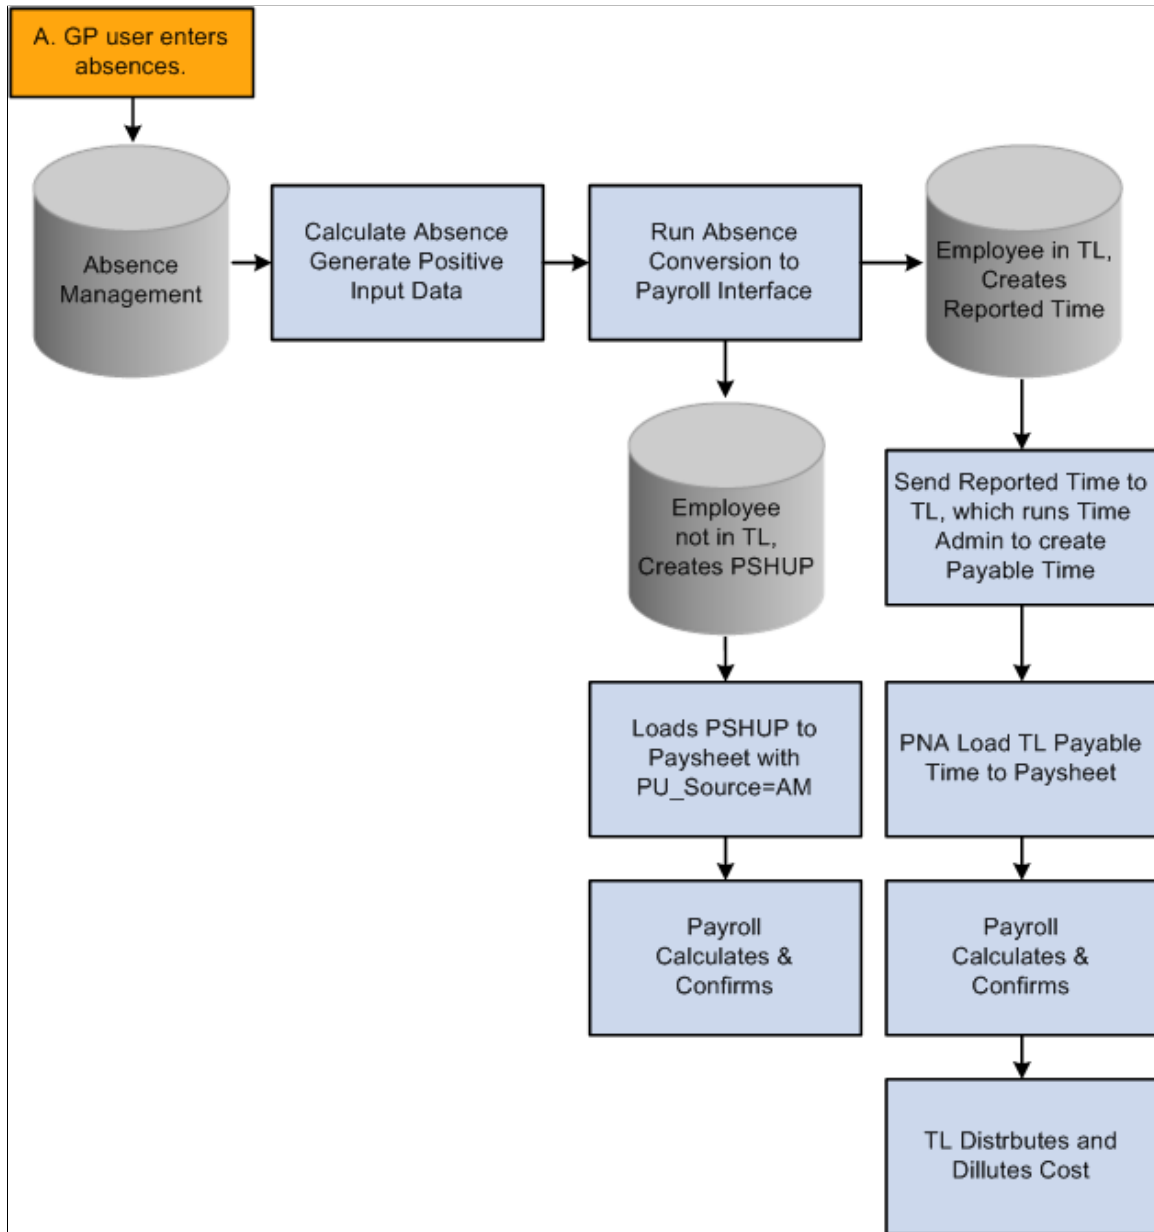 A. GP user enters
absences.
Absence
Management
Calculate Absence
Generate Positive
Input Data
Run Absence
Conversion to
Payroll Interface
Employee in TL,
Creates
Reported Time
Employee
not in TL,
Creates PSHUP
Send Reported Time to
TL, which runs Time
Admin to create
Payable Time
Loads PSHUP to
Paysheet with
PU_Source=AM
PNA Load TL Payable
Time to Paysheet
Payroll
Calculates &
Confirms
Payroll
Calculates &
Confirms
TL Distrbutes and
Dillutes Cost